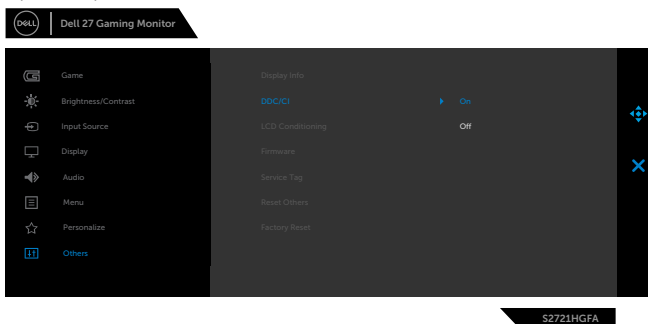 DELL
Dell 27 Gaming Monitor
Game
Display Info
Brightness/Contrast
DDC/CI
On
Input Source
LCD Conditioning
Off
Display
Firmware
Audio
Service Tag
Menu
Reset Others
Personalize
Factory Reset
Others
S2721HGFA